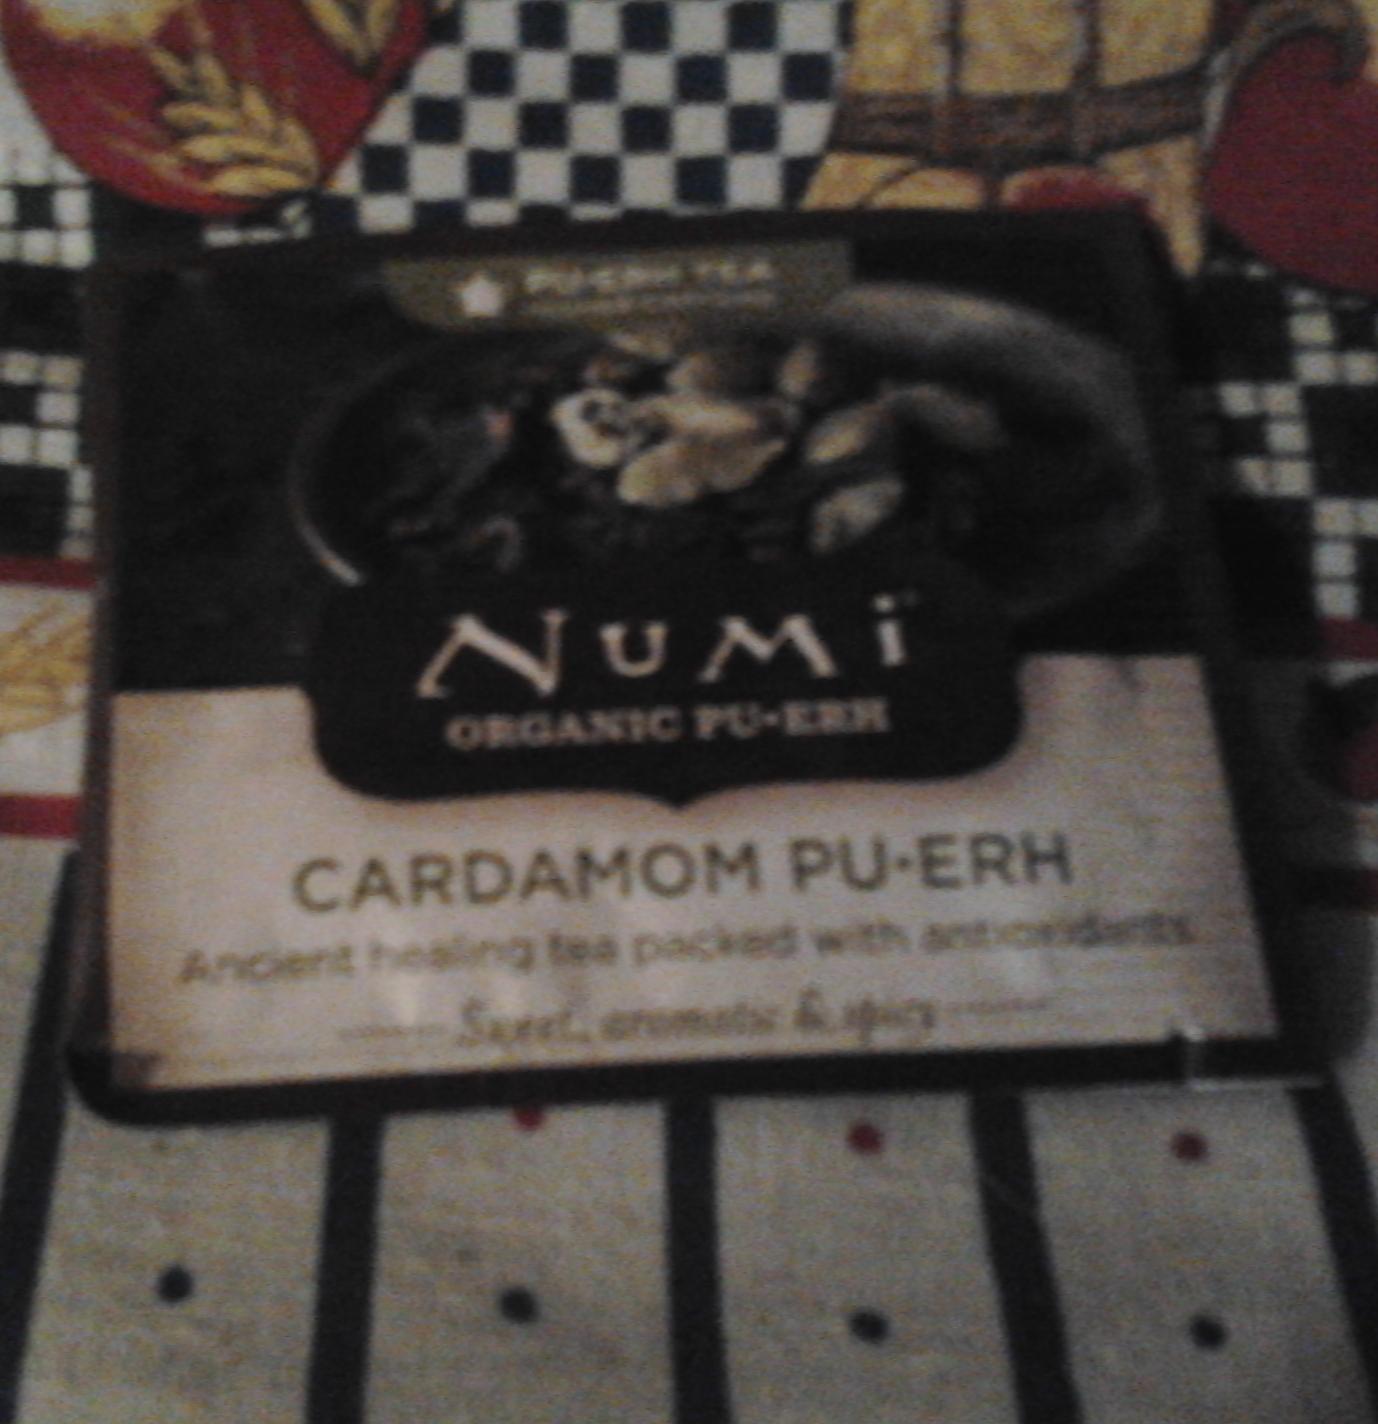 PU·ERH TEA
NUMi
ORGANIC PU·ERH
CARDAMOM PU·ERH
Ancient healing tea packed with antioxidants
Sweet, aromatic & spicy